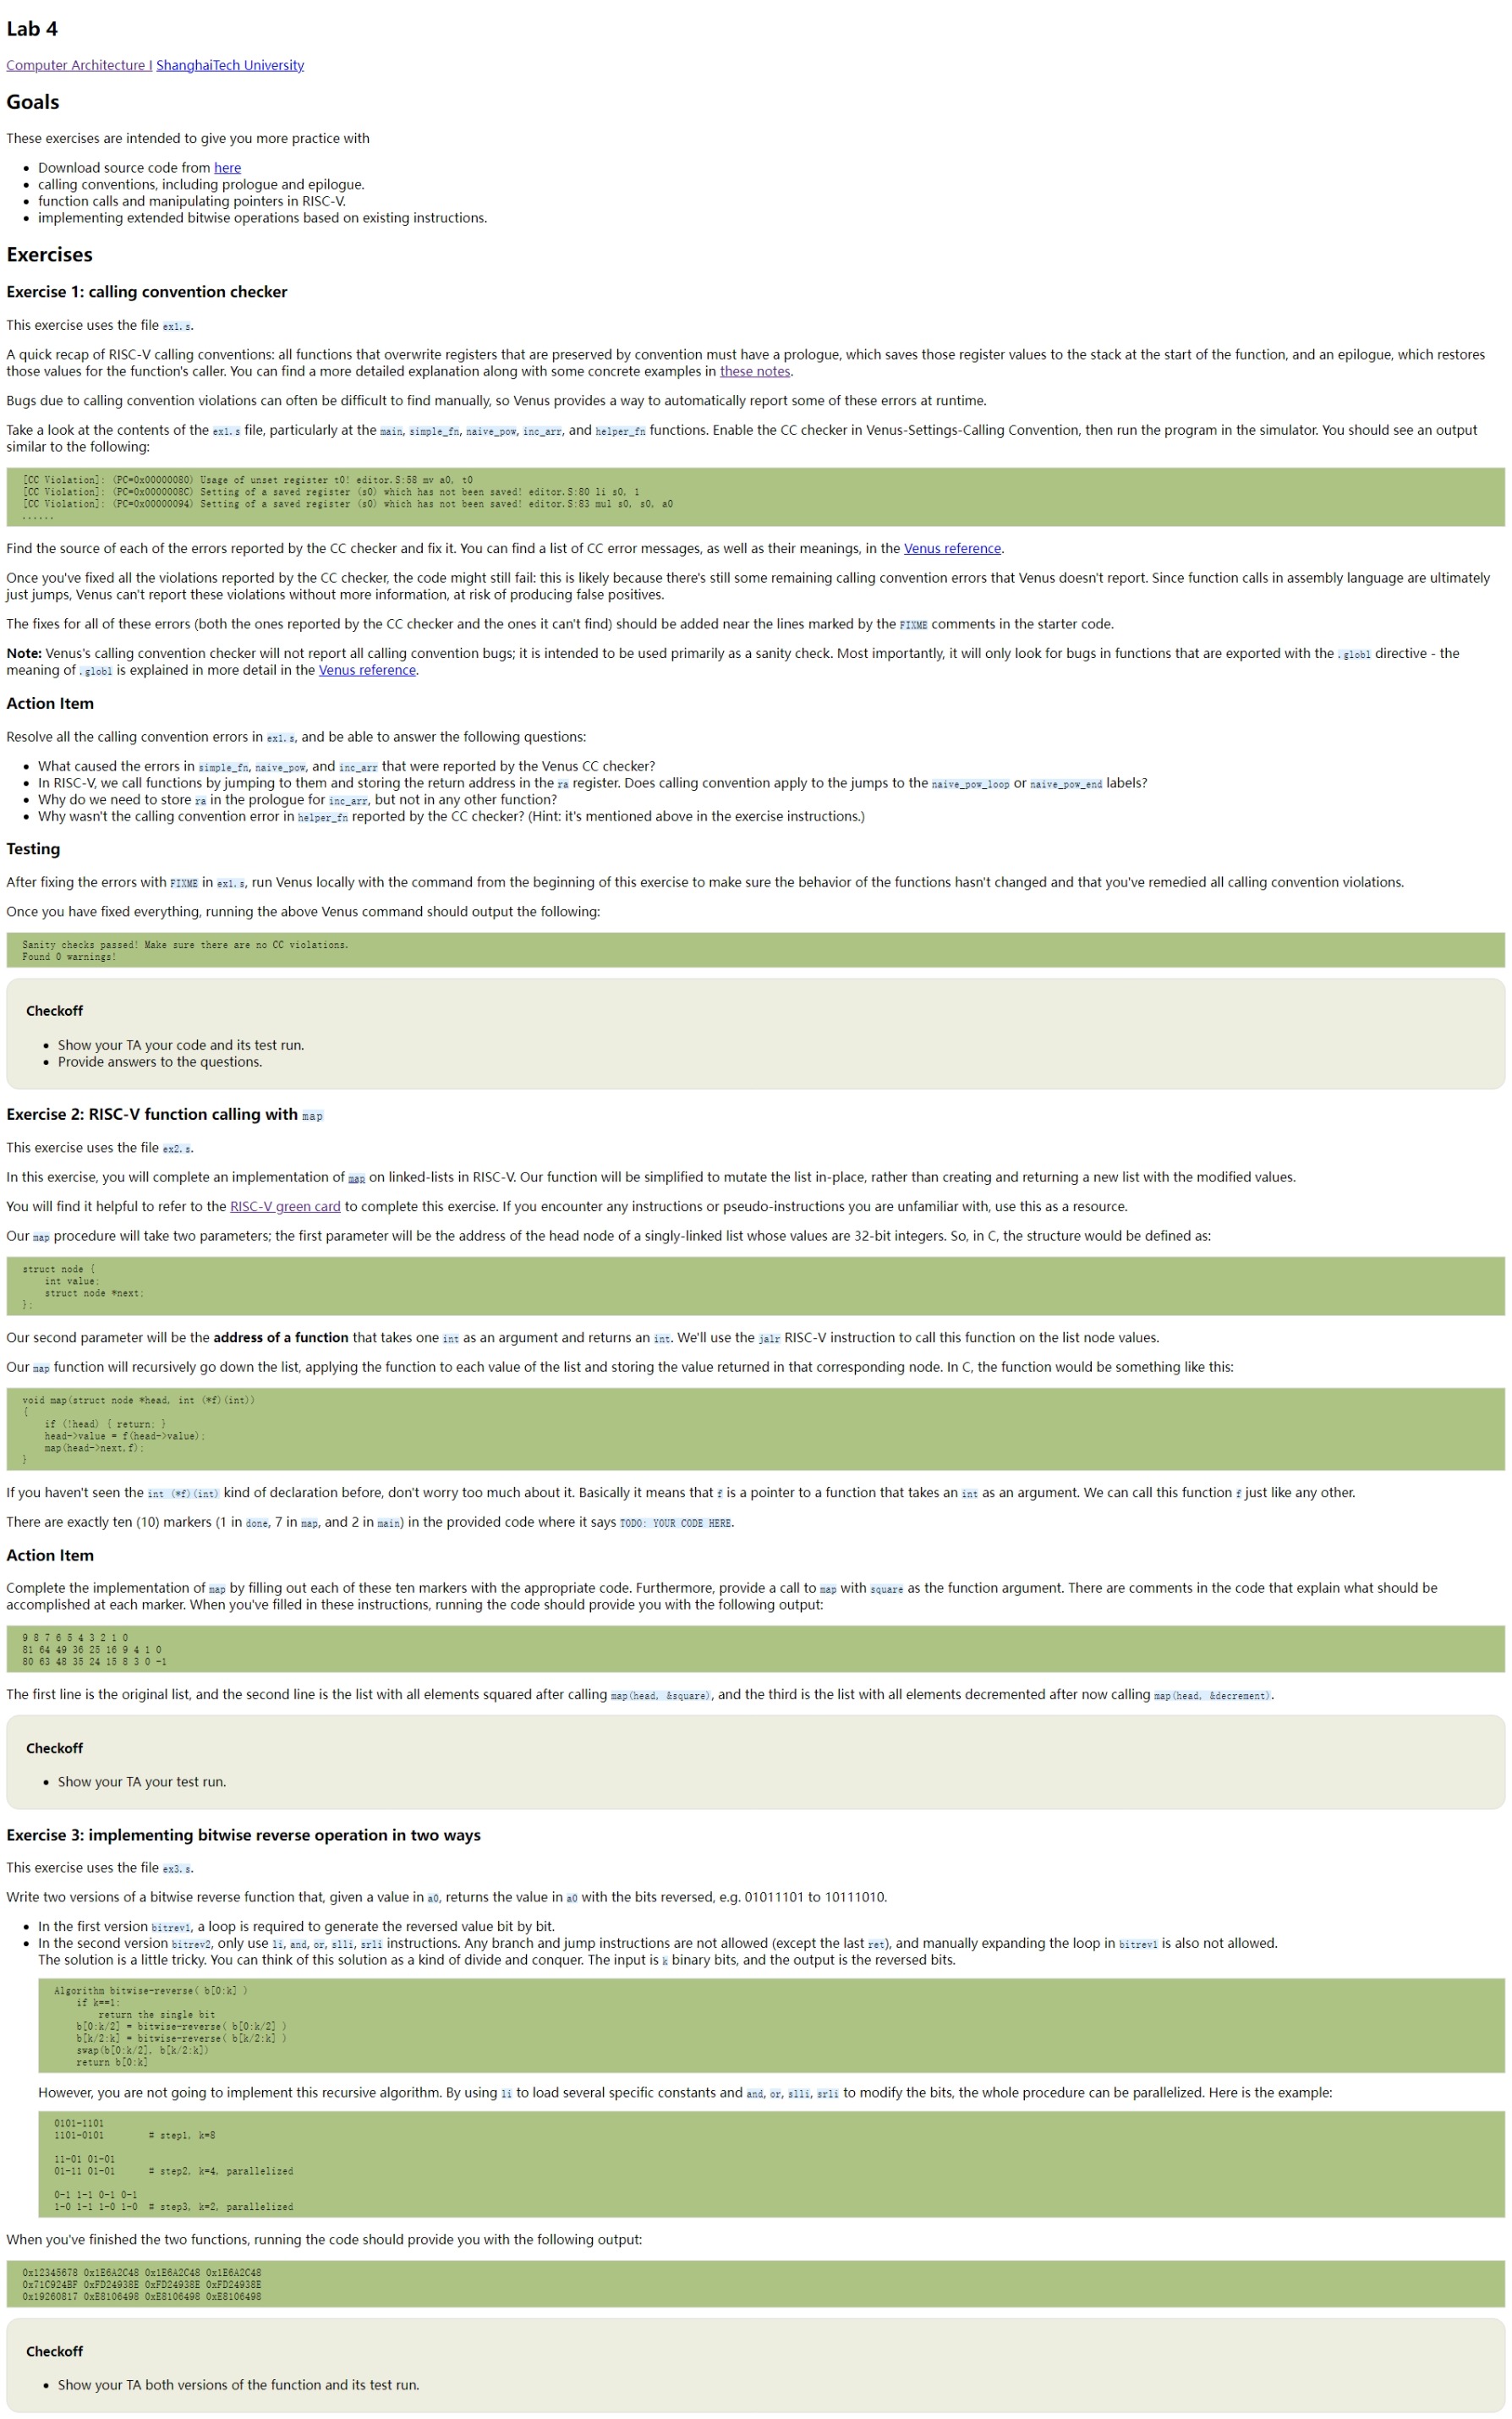 Lab 4
Computer Architecture I ShanghaiTech University
Goals
These exercises are intended to give you more practice with
Download source code from here
calling conventions, including prologue and epilogue.
function calls and manipulating pointers in RISC-V.
implementing extended bitwise operations based on existing instructions.
Exercises
Exercise 1: calling convention checker
This exercise uses the file ex1.s.
A quick recap of RISC-V calling conventions: all functions that overwrite registers that are preserved by convention must have a prologue, which saves those register values to the stack at the start of the function, and an epilogue, which restores
those values for the function's caller. You can find a more detailed explanation along with some concrete examples in these notes.
Bugs due to calling convention violations can often be difficult to find manually, so Venus provides a way to automatically report some of these errors at runtime.
Take a look at the contents of the ex1.s file, particularly at the main, simple_fn, naive_pow, inc_arr, and helper_fn functions. Enable the CC checker in Venus-Settings-Calling Convention, then run the program in the simulator. You should see an output
similar to the following:
[CC Violation]: (PC=0x00000080) Usage of unset register t0! editor.S:58 mv a0, t0
[CC Violation]: (PC=0x0000008C) Setting of a saved register (s0) which has not been saved! editor.S:80 li s0, 1
[CC Violation]: (PC=0x00000094) Setting of a saved register (s0) which has not been saved! editor.S:83 mul s0, s0, a0
......
Find the source of each of the errors reported by the CC checker and fix it. You can find a list of CC error messages, as well as their meanings, in the Venus reference.
Once you've fixed all the violations reported by the CC checker, the code might still fail: this is likely because there's still some remaining calling convention errors that Venus doesn't report. Since function calls in assembly language are ultimately
just jumps, Venus can't report these violations without more information, at risk of producing false positives.
The fixes for all of these errors (both the ones reported by the CC checker and the ones it can't find) should be added near the lines marked by the FIXME comments in the starter code.
Note: Venus's calling convention checker will not report all calling convention bugs; it is intended to be used primarily as a sanity check. Most importantly, it will only look for bugs in functions that are exported with the .globl directive - the
meaning of .globl is explained in more detail in the Venus reference.
Action Item
Resolve all the calling convention errors in ex1.s, and be able to answer the following questions:
What caused the errors in simple_fn, naive_pow, and inc_arr that were reported by the Venus CC checker?
In RISC-V, we call functions by jumping to them and storing the return address in the ra register. Does calling convention apply to the jumps to the naive_pow_loop or naive_pow_end labels?
Why do we need to store ra in the prologue for inc_arr, but not in any other function?
Why wasn't the calling convention error in helper_fn reported by the CC checker? (Hint: it's mentioned above in the exercise instructions.)
Testing
After fixing the errors with FIXME in ex1.s, run Venus locally with the command from the beginning of this exercise to make sure the behavior of the functions hasn't changed and that you've remedied all calling convention violations.
Once you have fixed everything, running the above Venus command should output the following:
Sanity checks passed! Make sure there are no CC violations.
Found 0 warnings!
Checkoff
Show your TA your code and its test run.
Provide answers to the questions.
Exercise 2: RISC-V function calling with map
This exercise uses the file ex2.s.
In this exercise, you will complete an implementation of map on linked-lists in RISC-V. Our function will be simplified to mutate the list in-place, rather than creating and returning a new list with the modified values.
You will find it helpful to refer to the RISC-V green card to complete this exercise. If you encounter any instructions or pseudo-instructions you are unfamiliar with, use this as a resource.
Our map procedure will take two parameters; the first parameter will be the address of the head node of a singly-linked list whose values are 32-bit integers. So, in C, the structure would be defined as:
struct node {
int value;
struct node *next;
};
Our second parameter will be the address of a function that takes one int as an argument and returns an int. We'll use the jalr RISC-V instruction to call this function on the list node values.
Our map function will recursively go down the list, applying the function to each value of the list and storing the value returned in that corresponding node. In C, the function would be something like this:
void map(struct node *head, int (*f)(int))
{
if (!head) { return; }
head->value = f(head->value);
map(head->next,f);
}
If you haven't seen the int (*f)(int) kind of declaration before, don't worry too much about it. Basically it means that f is a pointer to a function that takes an int as an argument. We can call this function f just like any other.
There are exactly ten (10) markers (1 in done, 7 in map, and 2 in main) in the provided code where it says TODO: YOUR CODE HERE.
Action Item
Complete the implementation of map by filling out each of these ten markers with the appropriate code. Furthermore, provide a call to map with square as the function argument. There are comments in the code that explain what should be
accomplished at each marker. When you've filled in these instructions, running the code should provide you with the following output:
9 8 7 6 5 4 3 2 1 0
81 64 49 36 25 16 9 4 1 0
80 63 48 35 24 15 8 3 0 -1
The first line is the original list, and the second line is the list with all elements squared after calling map(head, &square), and the third is the list with all elements decremented after now calling map(head, &decrement).
Checkoff
Show your TA your test run.
Exercise 3: implementing bitwise reverse operation in two ways
This exercise uses the file ex3.s.
Write two versions of a bitwise reverse function that, given a value in a0, returns the value in a0 with the bits reversed, e.g. 01011101 to 10111010.
In the first version bitrev1, a loop is required to generate the reversed value bit by bit.
In the second version bitrev2, only use li, and, or, slli, srli instructions. Any branch and jump instructions are not allowed (except the last ret), and manually expanding the loop in bitrev1 is also not allowed.
The solution is a little tricky. You can think of this solution as a kind of divide and conquer. The input is k binary bits, and the output is the reversed bits.
Algorithm bitwise-reverse( b[0:k] )
if k==1:
return the single bit
b[0:k/2] = bitwise-reverse( b[0:k/2] )
b[k/2:k] = bitwise-reverse( b[k/2:k] )
swap(b[0:k/2], b[k/2:k])
return b[0:k]
However, you are not going to implement this recursive algorithm. By using li to load several specific constants and and, or, slli, srli to modify the bits, the whole procedure can be parallelized. Here is the example:
0101-1101
1101-0101 # step1, k=8
11-01 01-01
01-11 01-01 # step2, k=4, parallelized
0-1 1-1 0-1 0-1
1-0 1-1 1-0 1-0 # step3, k=2, parallelized
When you've finished the two functions, running the code should provide you with the following output:
0x12345678 0x1E6A2C48 0x1E6A2C48 0x1E6A2C48
0x71C924BF 0xFD24938E 0xFD24938E 0xFD24938E
0x19260817 0xE8106498 0xE8106498 0xE8106498
Checkoff
Show your TA both versions of the function and its test run.